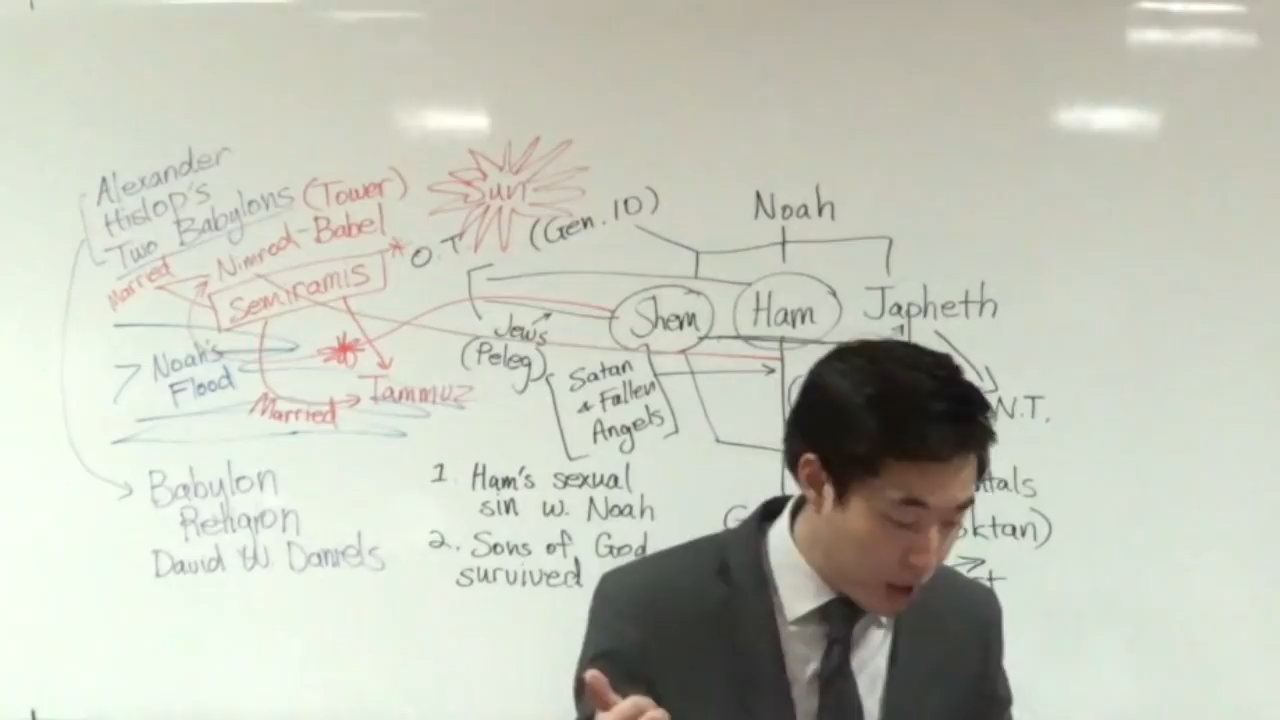 Alexander
Hislop's
Two Babylons (Tower)
Married Nimrod-Babel
Semiramis
Noah's
Flood
Married
Tammuz
Babylon
Religion
David W. Daniels
Sun
O.T
(Gen. 10)
Noah
Shem
Ham
Japheth
Jews
(Peleg)
Satan
& Fallen
Angels
N.T.
1. Ham's sexual
sin w. Noah
2. Sons of God
survived